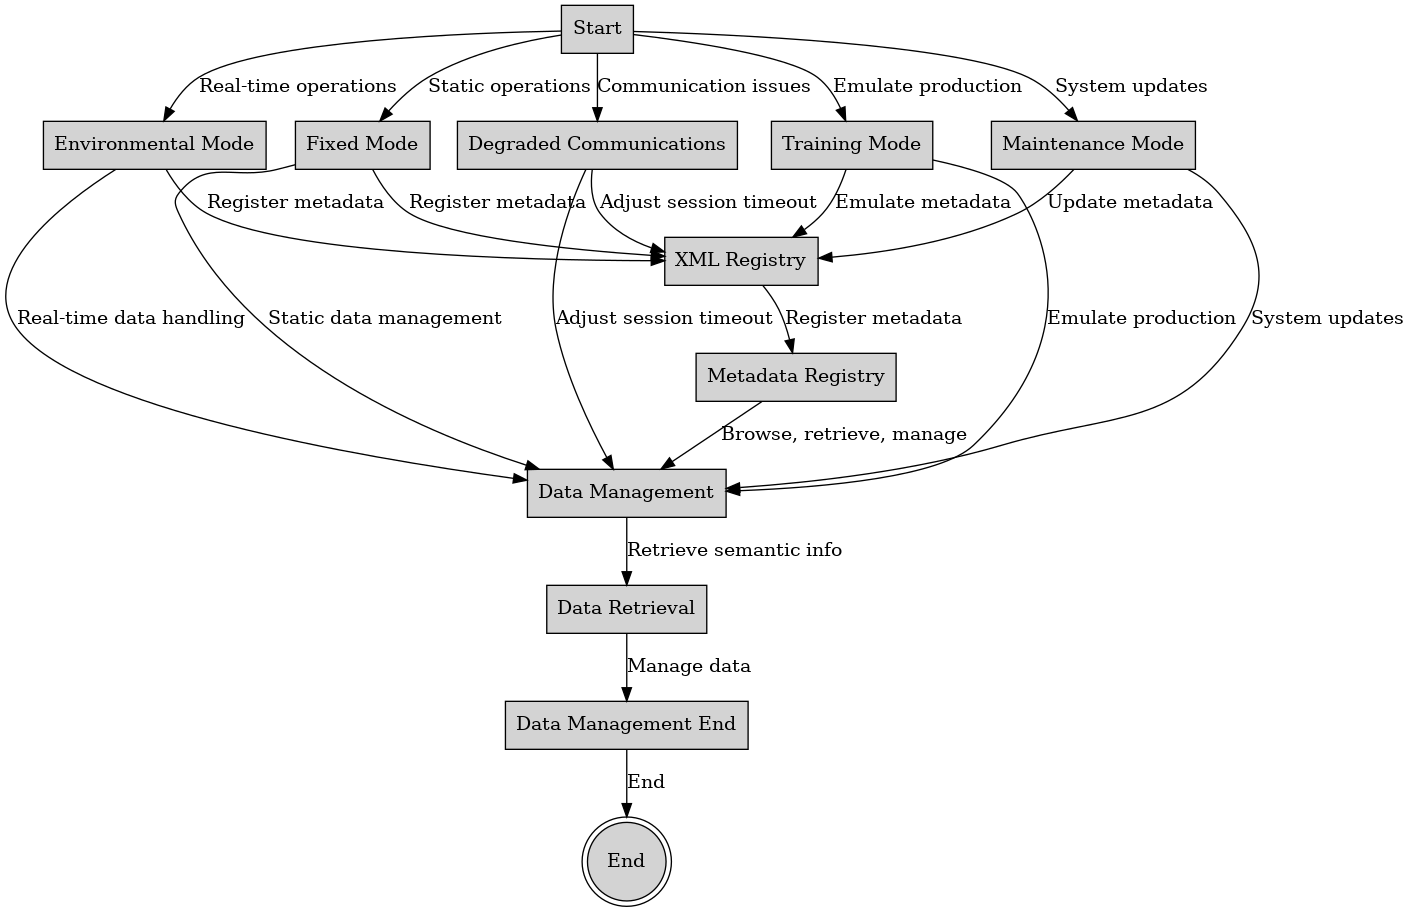 Start
Real-time operations
Static operations
Communication issues
Emulate production
System updates
Environmental Mode
Fixed Mode
Degraded Communications
Training Mode
Maintenance Mode
Register metadata
Register metadata
Adjust session timeout
Emulate metadata
Update metadata
XML Registry
Real-time data handling
Static data management
Adjust session timeout
Register metadata
Emulate production
System updates
Metadata Registry
Browse, retrieve, manage
Data Management
Retrieve semantic info
Data Retrieval
Manage data
Data Management End
End
End